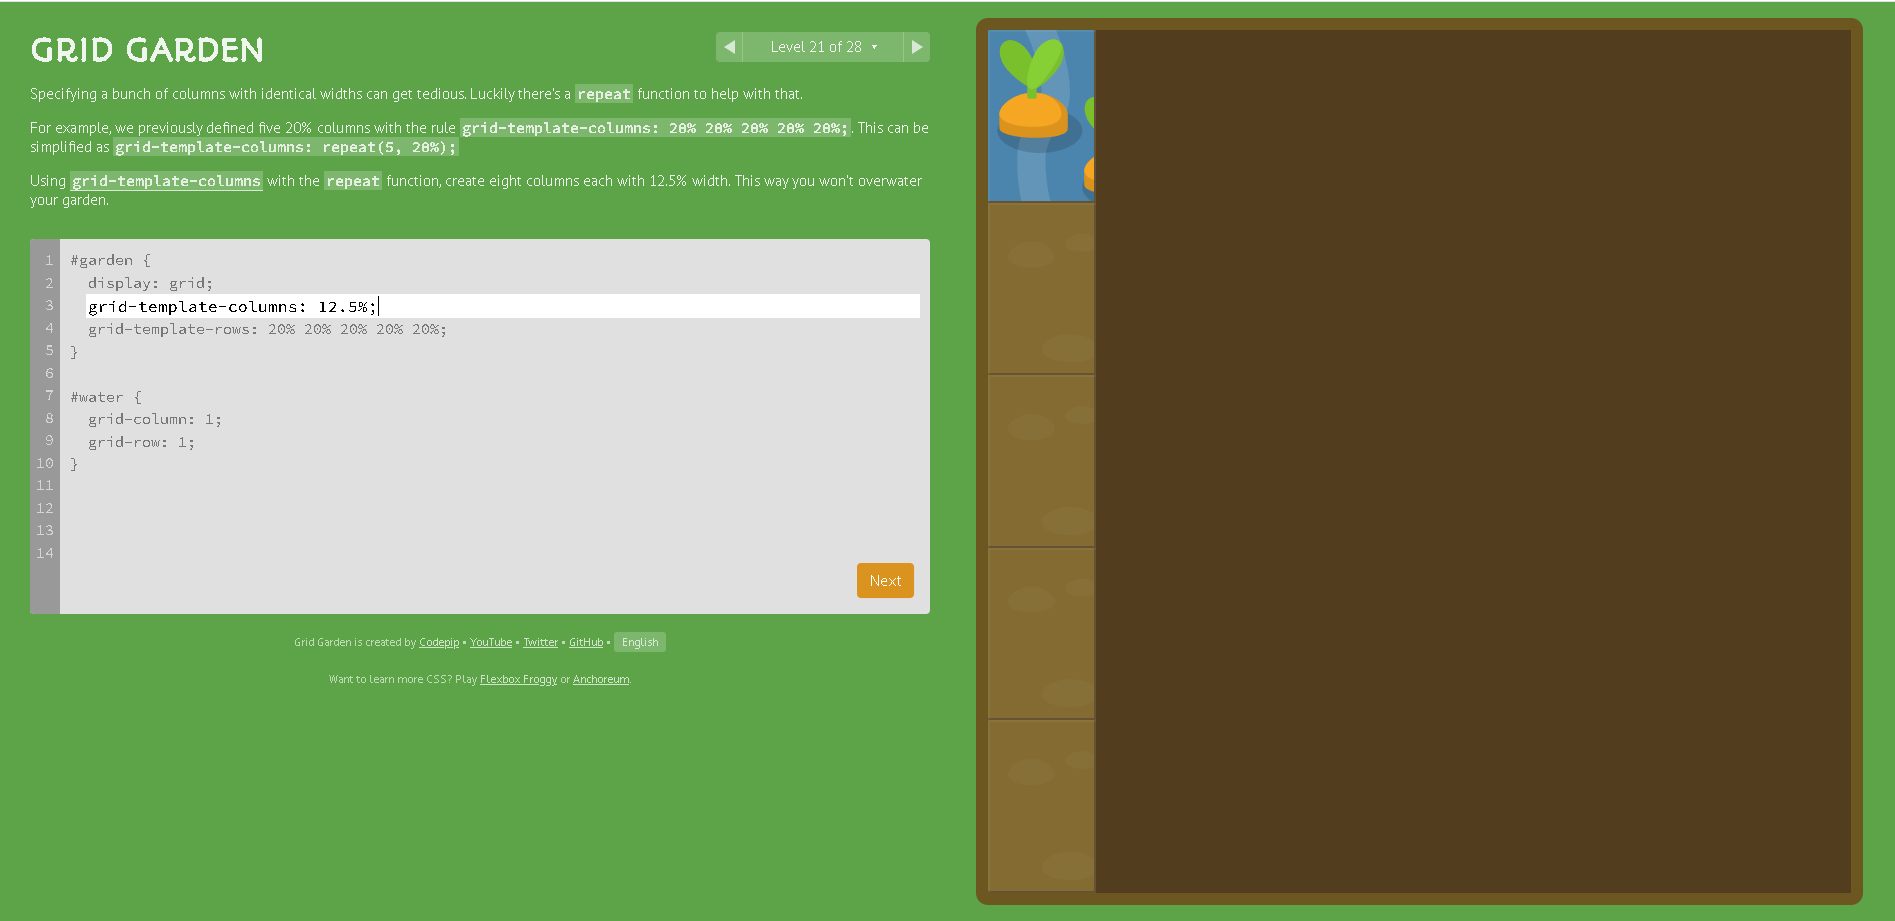 GRID GARDEN
Level 21 of 28 ▾
Specifying a bunch of columns with identical widths can get tedious. Luckily there's a repeat function to help with that.
For example, we previously defined five 20% columns with the rule grid-template-columns: 20% 20% 20% 20% 20%;. This can be
simplified as grid-template-columns: repeat(5, 20%);
Using grid-template-columns with the repeat function, create eight columns each with 12.5% width. This way you won't overwater
your garden.
1 #garden {
2 display: grid;
3 grid-template-columns: 12.5%;
4 grid-template-rows: 20% 20% 20% 20% 20%;
5 }
6
7 #water {
8 grid-column: 1;
9 grid-row: 1;
10 }
11
12
13
14
Next
Grid Garden is created by Codepip • YouTube • Twitter • GitHub • English
Want to learn more CSS? Play Flexbox Froggy or Anchoreum.